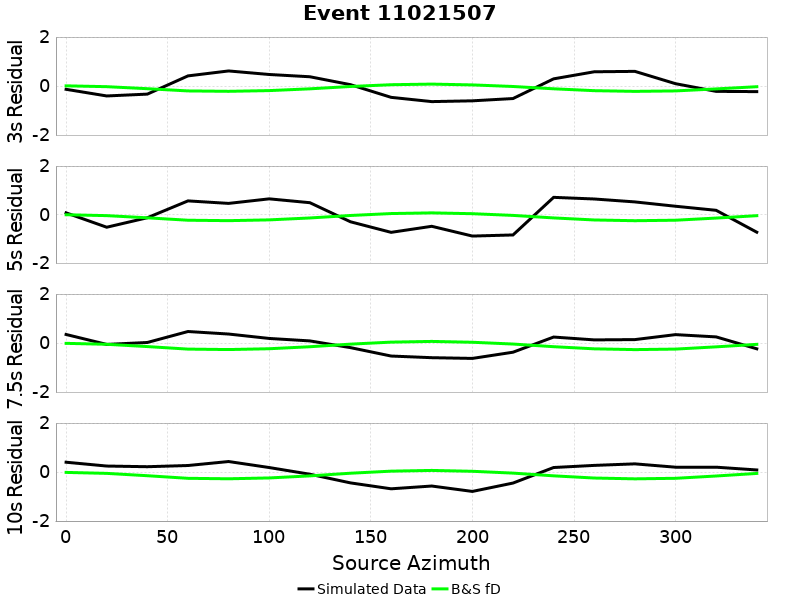 Event 11021507
3s Residual
2
0
-2
5s Residual
2
0
-2
7.5s Residual
2
0
-2
10s Residual
2
0
-2
0 50 100 150 200 250 300
Source Azimuth
Simulated Data B&S fD